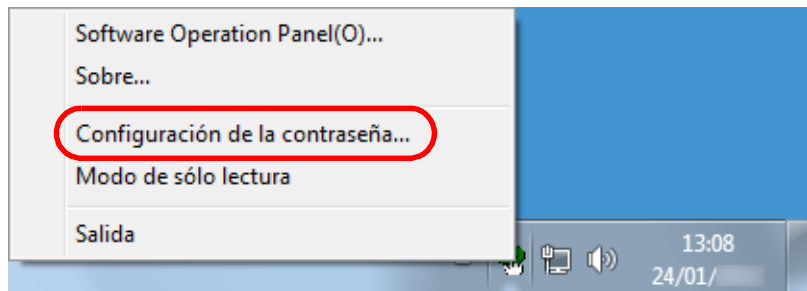 Software Operation Panel(O)...
Sobre...
Configuración de la contraseña...
Modo de sólo lectura
Salida
13:08
24/01/